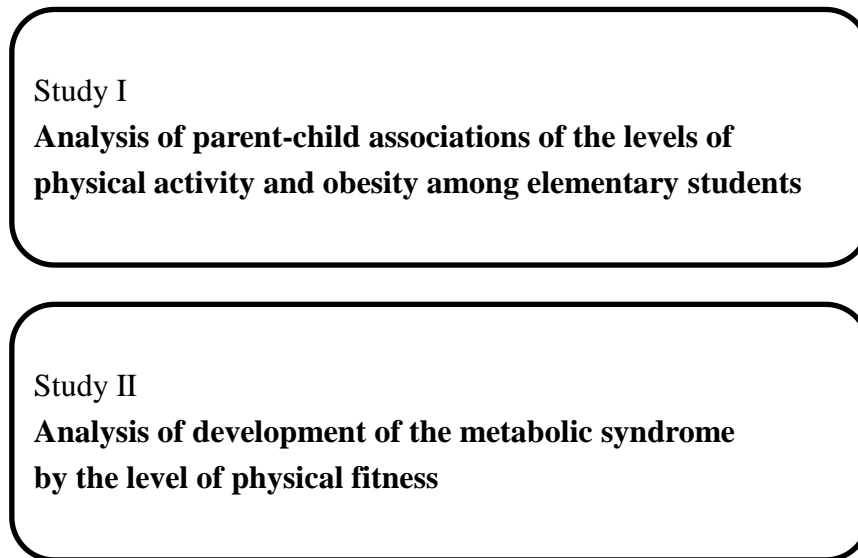 Study I
Analysis of parent-child associations of the levels of
physical activity and obesity among elementary students
Study Ⅱ
Analysis of development of the metabolic syndrome
by the level of physical fitness